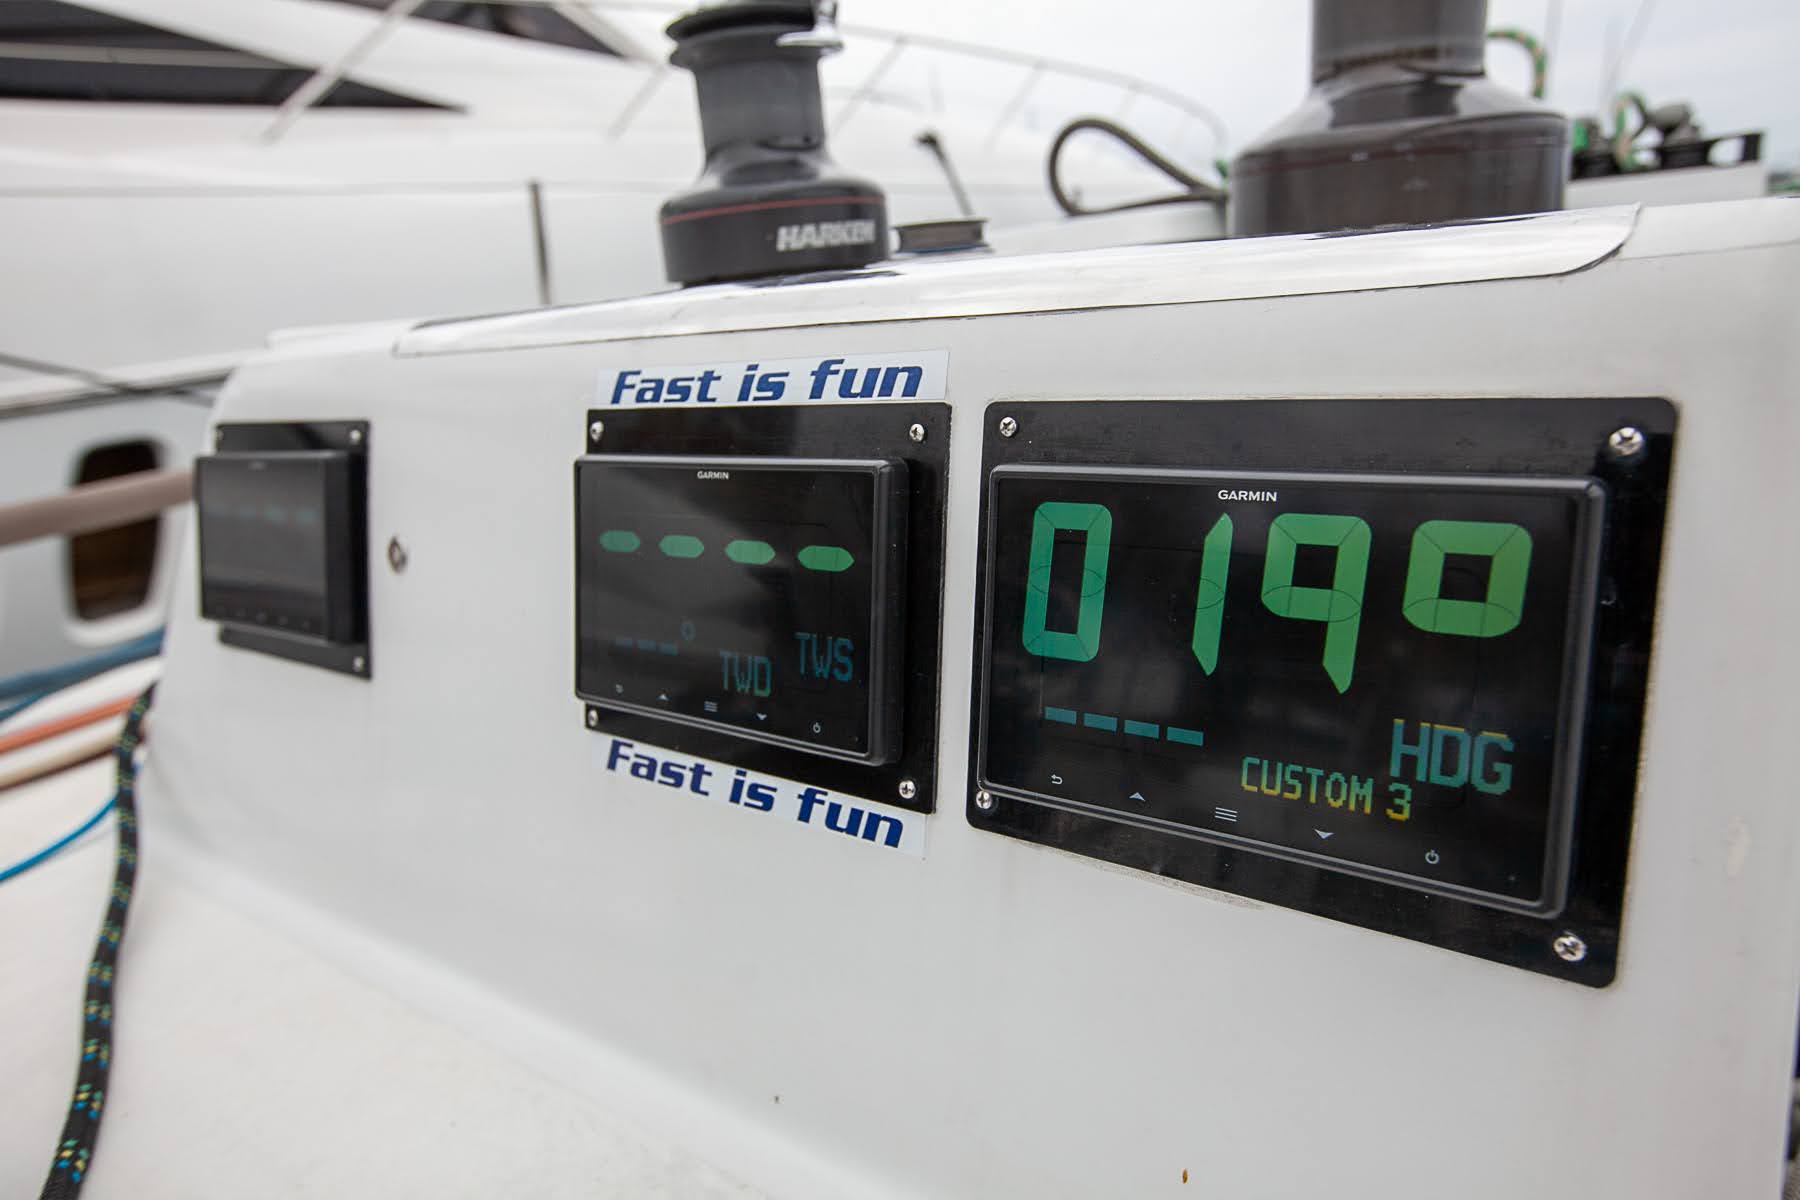 HARKEN
Fast is fun
GARMIN
- - - -
---°
TWD
TWS
Fast is fun
GARMIN
019°
----
HDG
CUSTOM 3